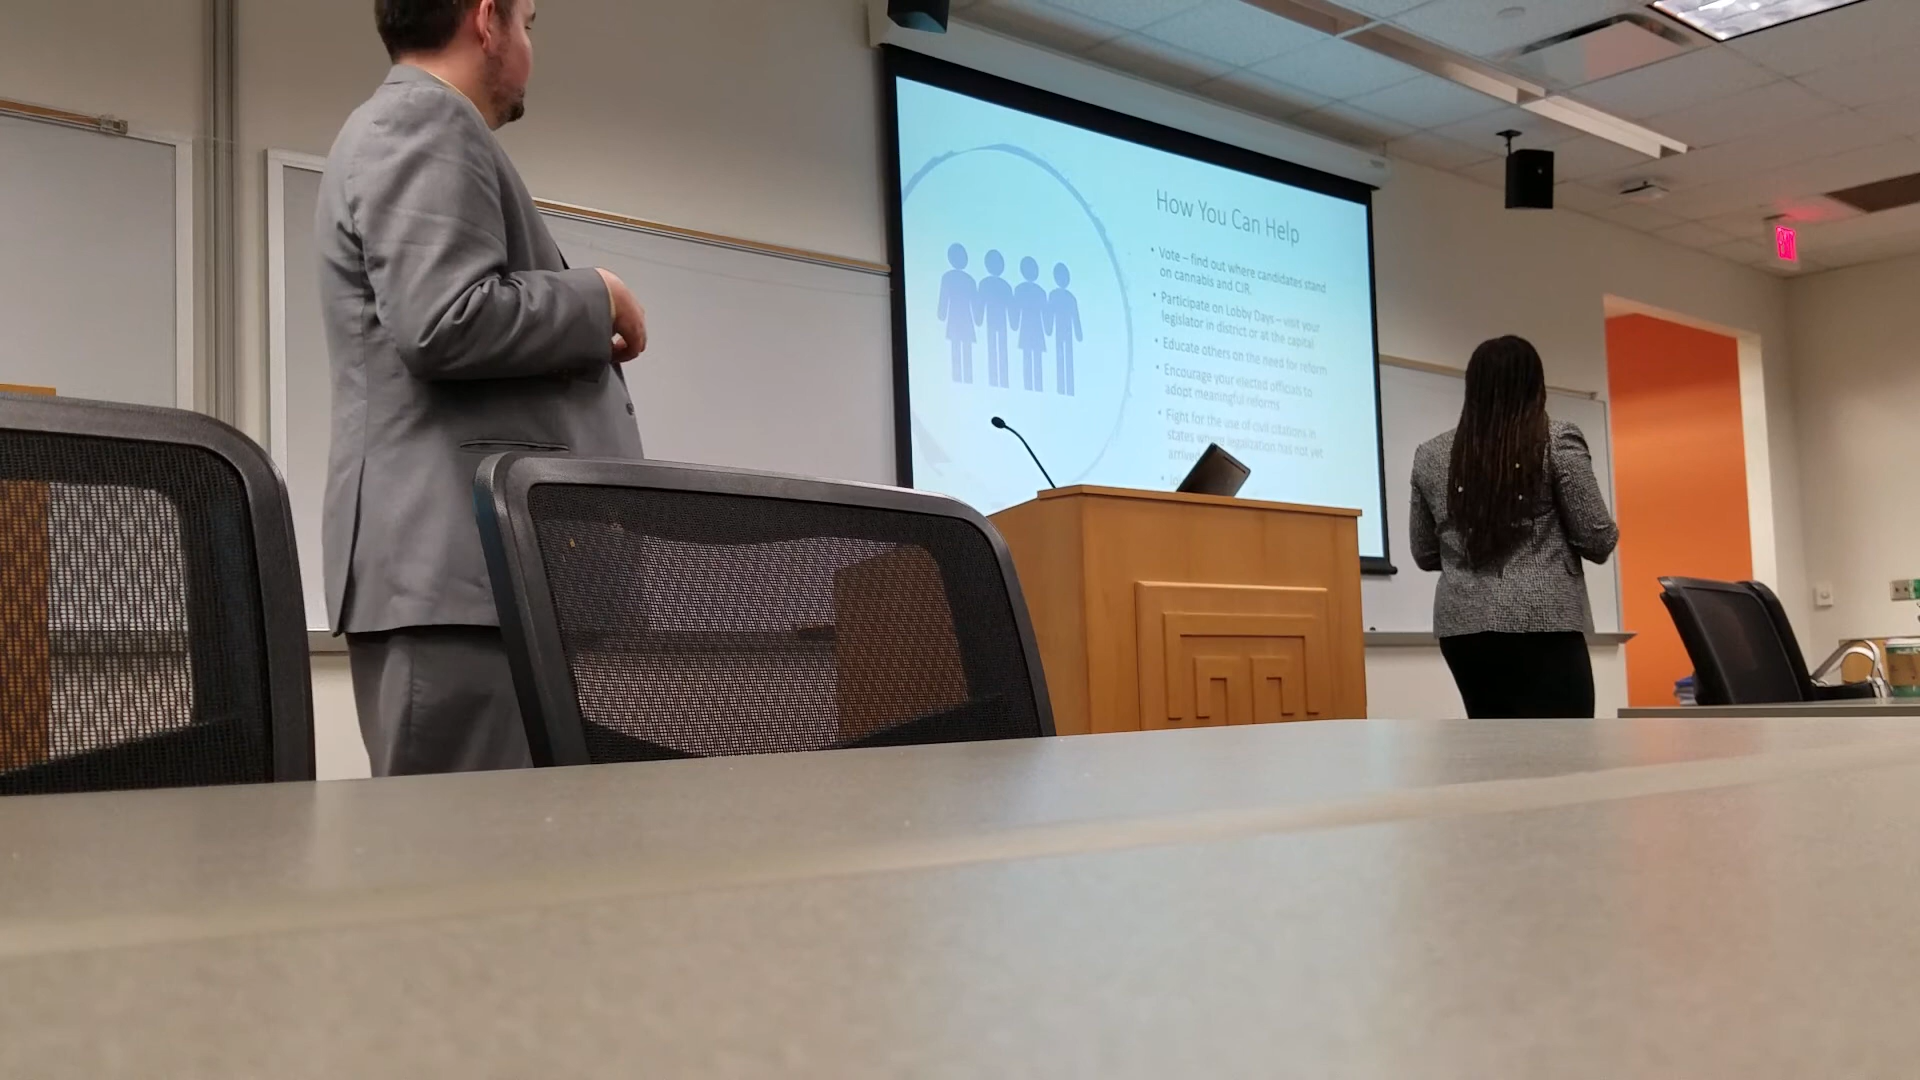 How You Can Help
• Vote – find out where candidates stand
on cannabis and CJR.
• Participate on Lobby Days – visit your
legislator in district or at the capital
• Educate others on the need for reform
• Encourage your elected officials to
adopt meaningful reforms
• Fight for the use of civil citations in
states where legalization has not yet
arrived
EXIT